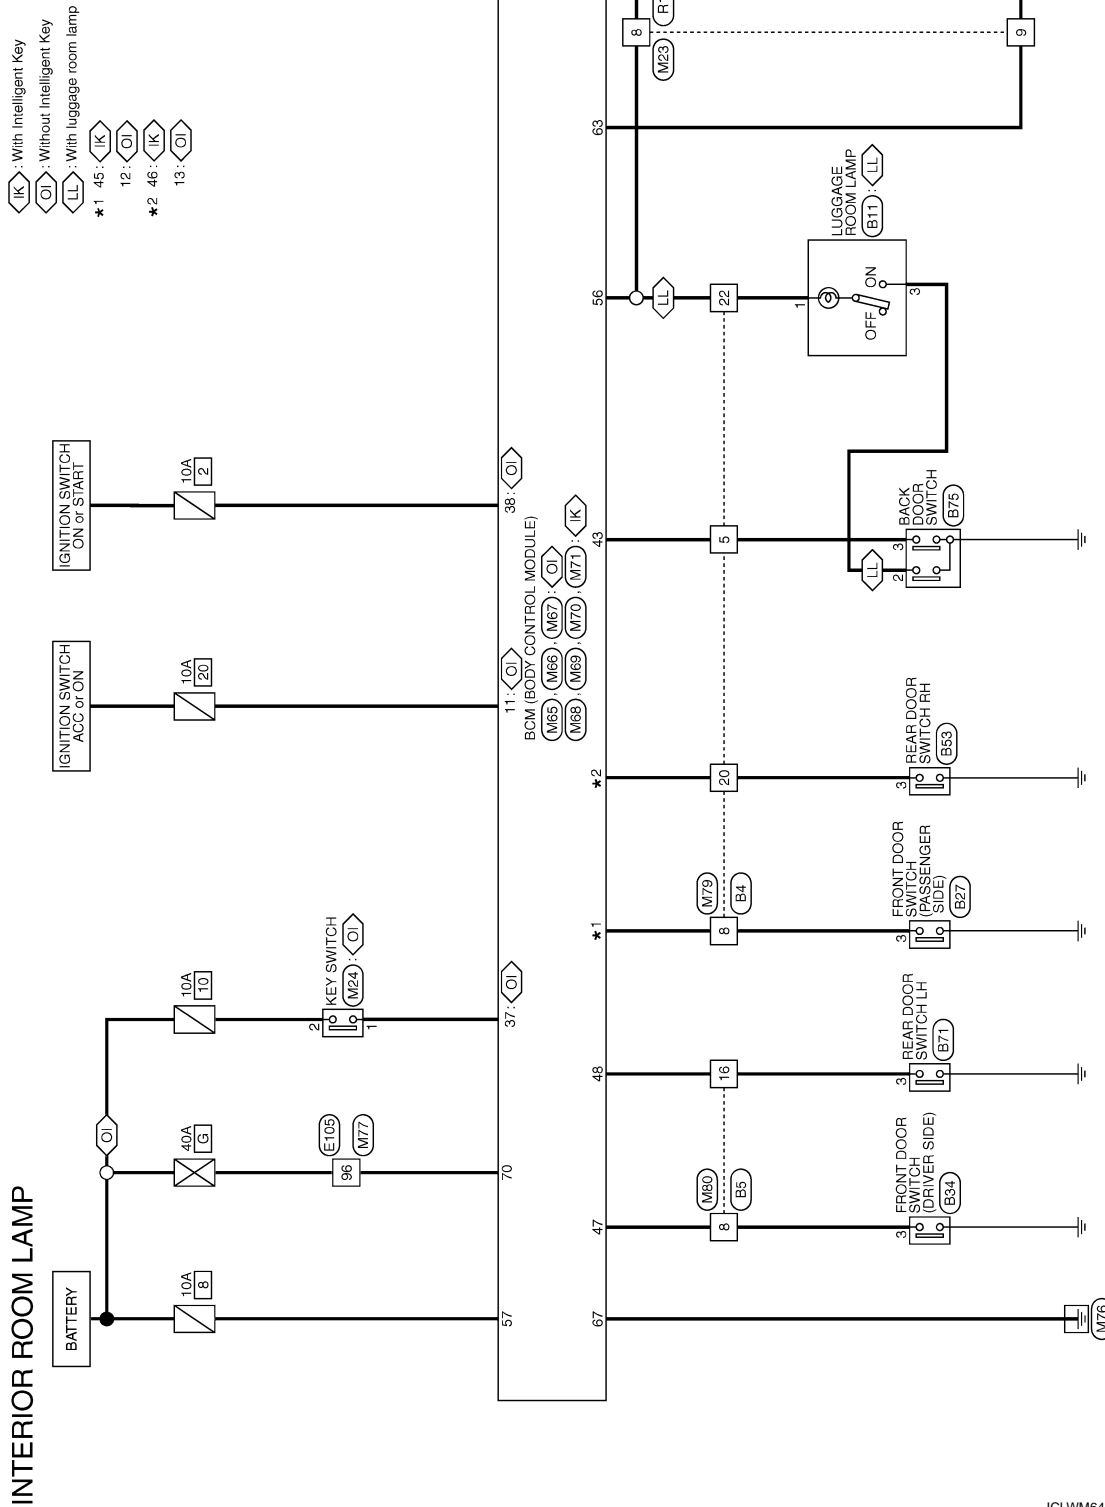 INTERIOR ROOM LAMP
IK : With Intelligent Key
OI : Without Intelligent Key
LL : With luggage room lamp
*1 45: IK
12: OI
*2 46: IK
13: OI
BATTERY
IGNITION SWITCH
ACC or ON
IGNITION SWITCH
ON or START
OI
10A
8
40A
G
10A
10
10A
20
10A
2
E105
96
M77
KEY SWITCH
M24 : OI
2
1
57
70
37: OI
11: OI
38: OI
BCM (BODY CONTROL MODULE)
M65 , M66 , M67 : OI
M68 , M69 , M70 , M71 : IK
67
47
48
*1
*2
43
56
63
8
M23
9
LL
M80
8
B5
16
M79
8
B4
20
5
22
LUGGAGE
ROOM LAMP
B11 : LL
1
OFF
ON
3
FRONT DOOR
SWITCH
(DRIVER SIDE)
B34
3
REAR DOOR
SWITCH LH
B71
3
FRONT DOOR
SWITCH
(PASSENGER
SIDE)
B27
3
REAR DOOR
SWITCH RH
B53
3
BACK
DOOR
SWITCH
B75
LL
2
3
M76